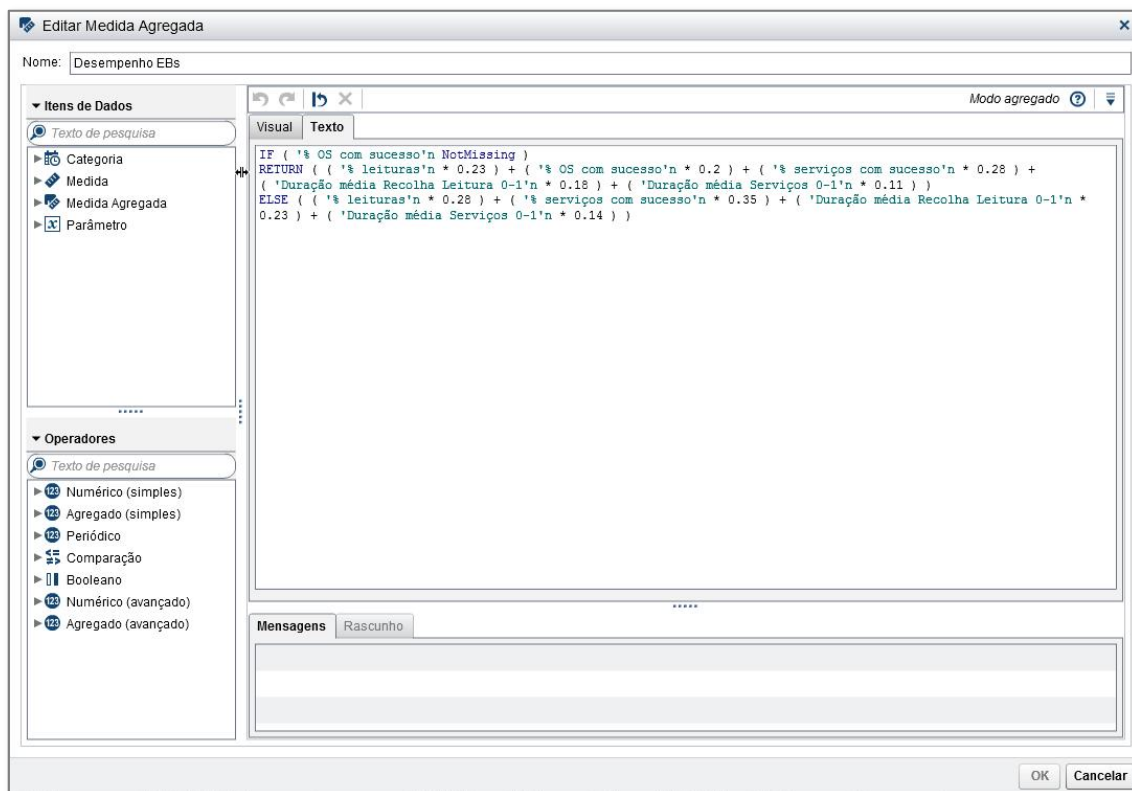 Editar Medida Agregada
Nome: Desempenho EBs
Itens de Dados
Texto de pesquisa
Categoria
Medida
Medida Agregada
Parâmetro
Operadores
Texto de pesquisa
Numérico (simples)
Agregado (simples)
Periódico
Comparação
Booleano
Numérico (avançado)
Agregado (avançado)
Modo agregado
Visual Texto
IF ( '% OS com sucesso'n NotMissing )
RETURN ( ( '% leituras'n * 0.23 ) + ( '% OS com sucesso'n * 0.2 ) + ( '% serviços com sucesso'n * 0.28 ) +
( 'Duração média Recolha Leitura 0-1'n * 0.18 ) + ( 'Duração média Serviços 0-1'n * 0.11 ) )
ELSE ( ( '% leituras'n * 0.28 ) + ( '% serviços com sucesso'n * 0.35 ) + ( 'Duração média Recolha Leitura 0-1'n *
0.23 ) + ( 'Duração média Serviços 0-1'n * 0.14 ) )
Mensagens Rascunho
OK Cancelar